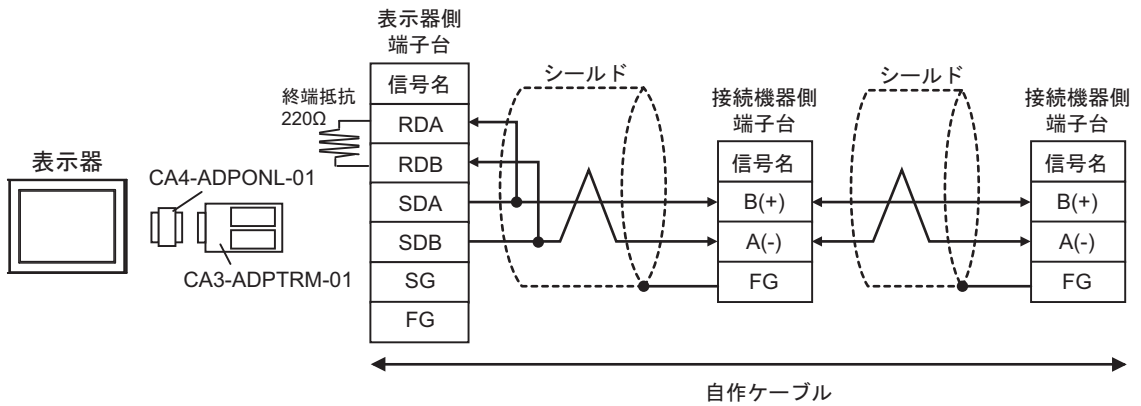 表示器
CA4-ADPONL-01
CA3-ADPTRM-01
終端抵抗
220Ω
表示器側
端子台
信号名
RDA
RDB
SDA
SDB
SG
FG
シールド
接続機器側
端子台
信号名
B(+)
A(-)
FG
シールド
接続機器側
端子台
信号名
B(+)
A(-)
FG
自作ケーブル